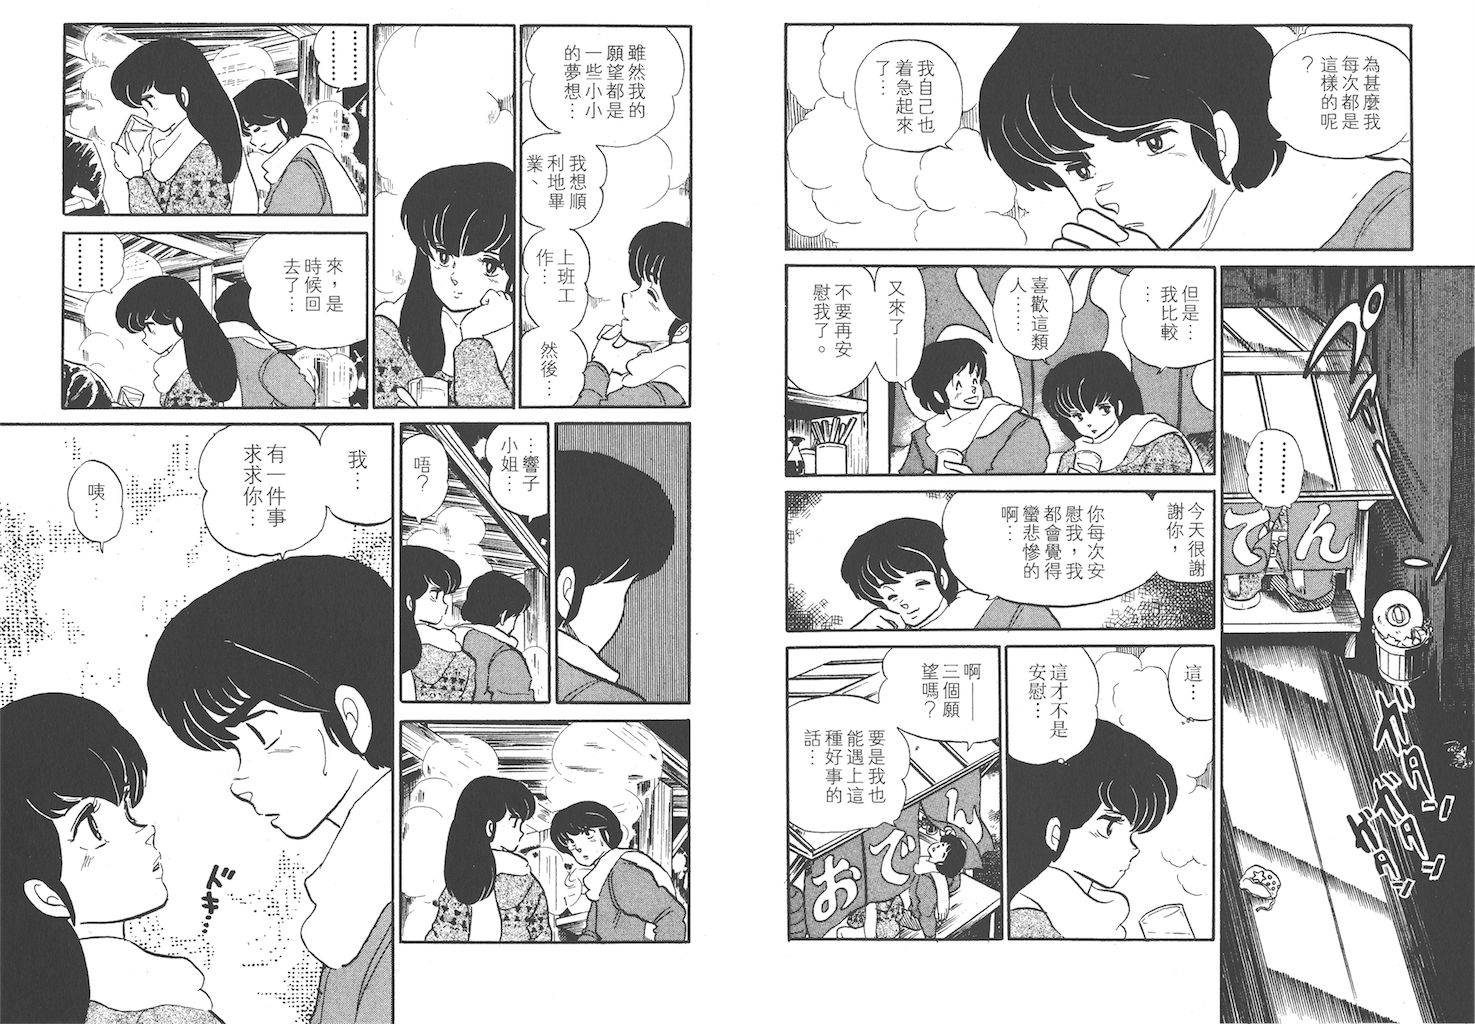 為甚麼我
每次都是
這樣的呢
？
我自己也
着急起來
了…
但是…
我比較
…
喜歡這類
人……
又來了——
不要再安
慰我了。
…………
でん
今天很謝
謝你，
你每次安
慰我，我
都會覺得
蠻悲慘的
啊…
這…
這才不是
安慰…
啊——
三個願
望嗎？
要是我也
能遇上這
種好事的
話…
おでん
ガタン
ガタン
ガタン
雖然我的
願望都是
一些小小
的夢想…
我想順
利地畢
業、
上班工
作…
然後…
…………
來，是
時候回
去了…
…………
…響子
小姐…
唔？
我…
有一件事
求求你…
咦…
ドキ…